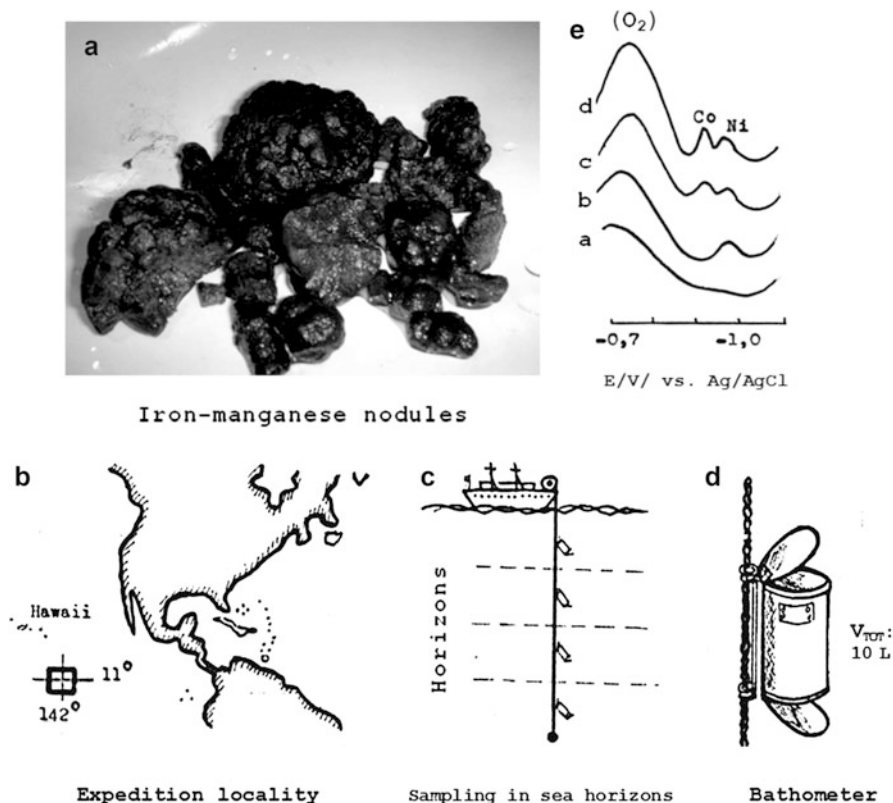 a
Iron-manganese nodules
e
(O₂)
Co
Ni
d
c
b
a
-0,7
-1,0
E/V/ vs. Ag/AgCl
b
Hawaii
11°
142°
Expedition locality
c
Horizons
Sampling in sea horizons
d
V_TOT:
10 L
Bathometer